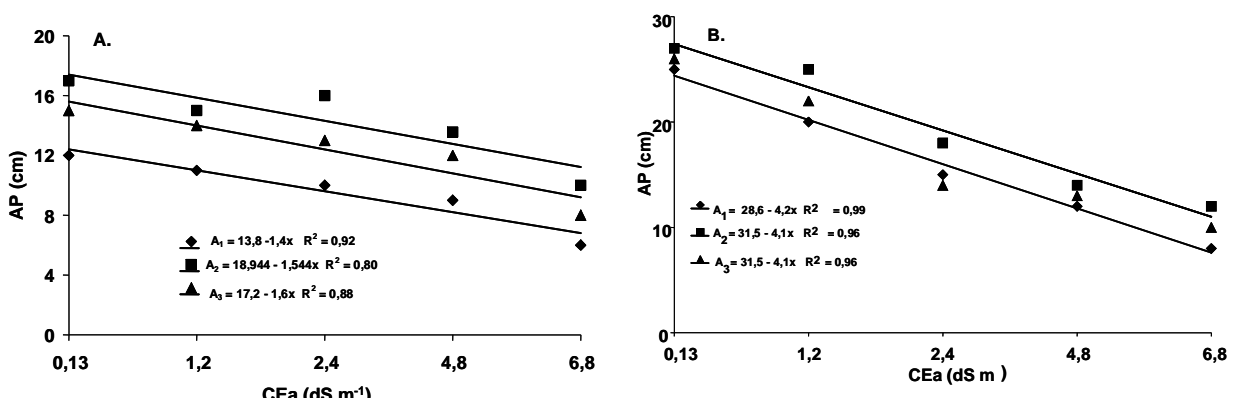 A.
20
16
12
8
4
0
AP (cm)
A₁ = 13,8 -1,4x R² = 0,92
A₂ = 18,944 - 1,544x R² = 0,80
A₃ = 17,2 - 1,6x R² = 0,88
0,13 1,2 2,4 4,8 6,8
CEa (dS m⁻¹)
B.
30
20
10
0
AP (cm)
A₁ = 28,6 - 4,2x R² = 0,99
A₂ = 31,5 - 4,1x R² = 0,96
A₃ = 31,5 - 4,1x R² = 0,96
0,13 1,2 2,4 4,8 6,8
CEa (dS m )